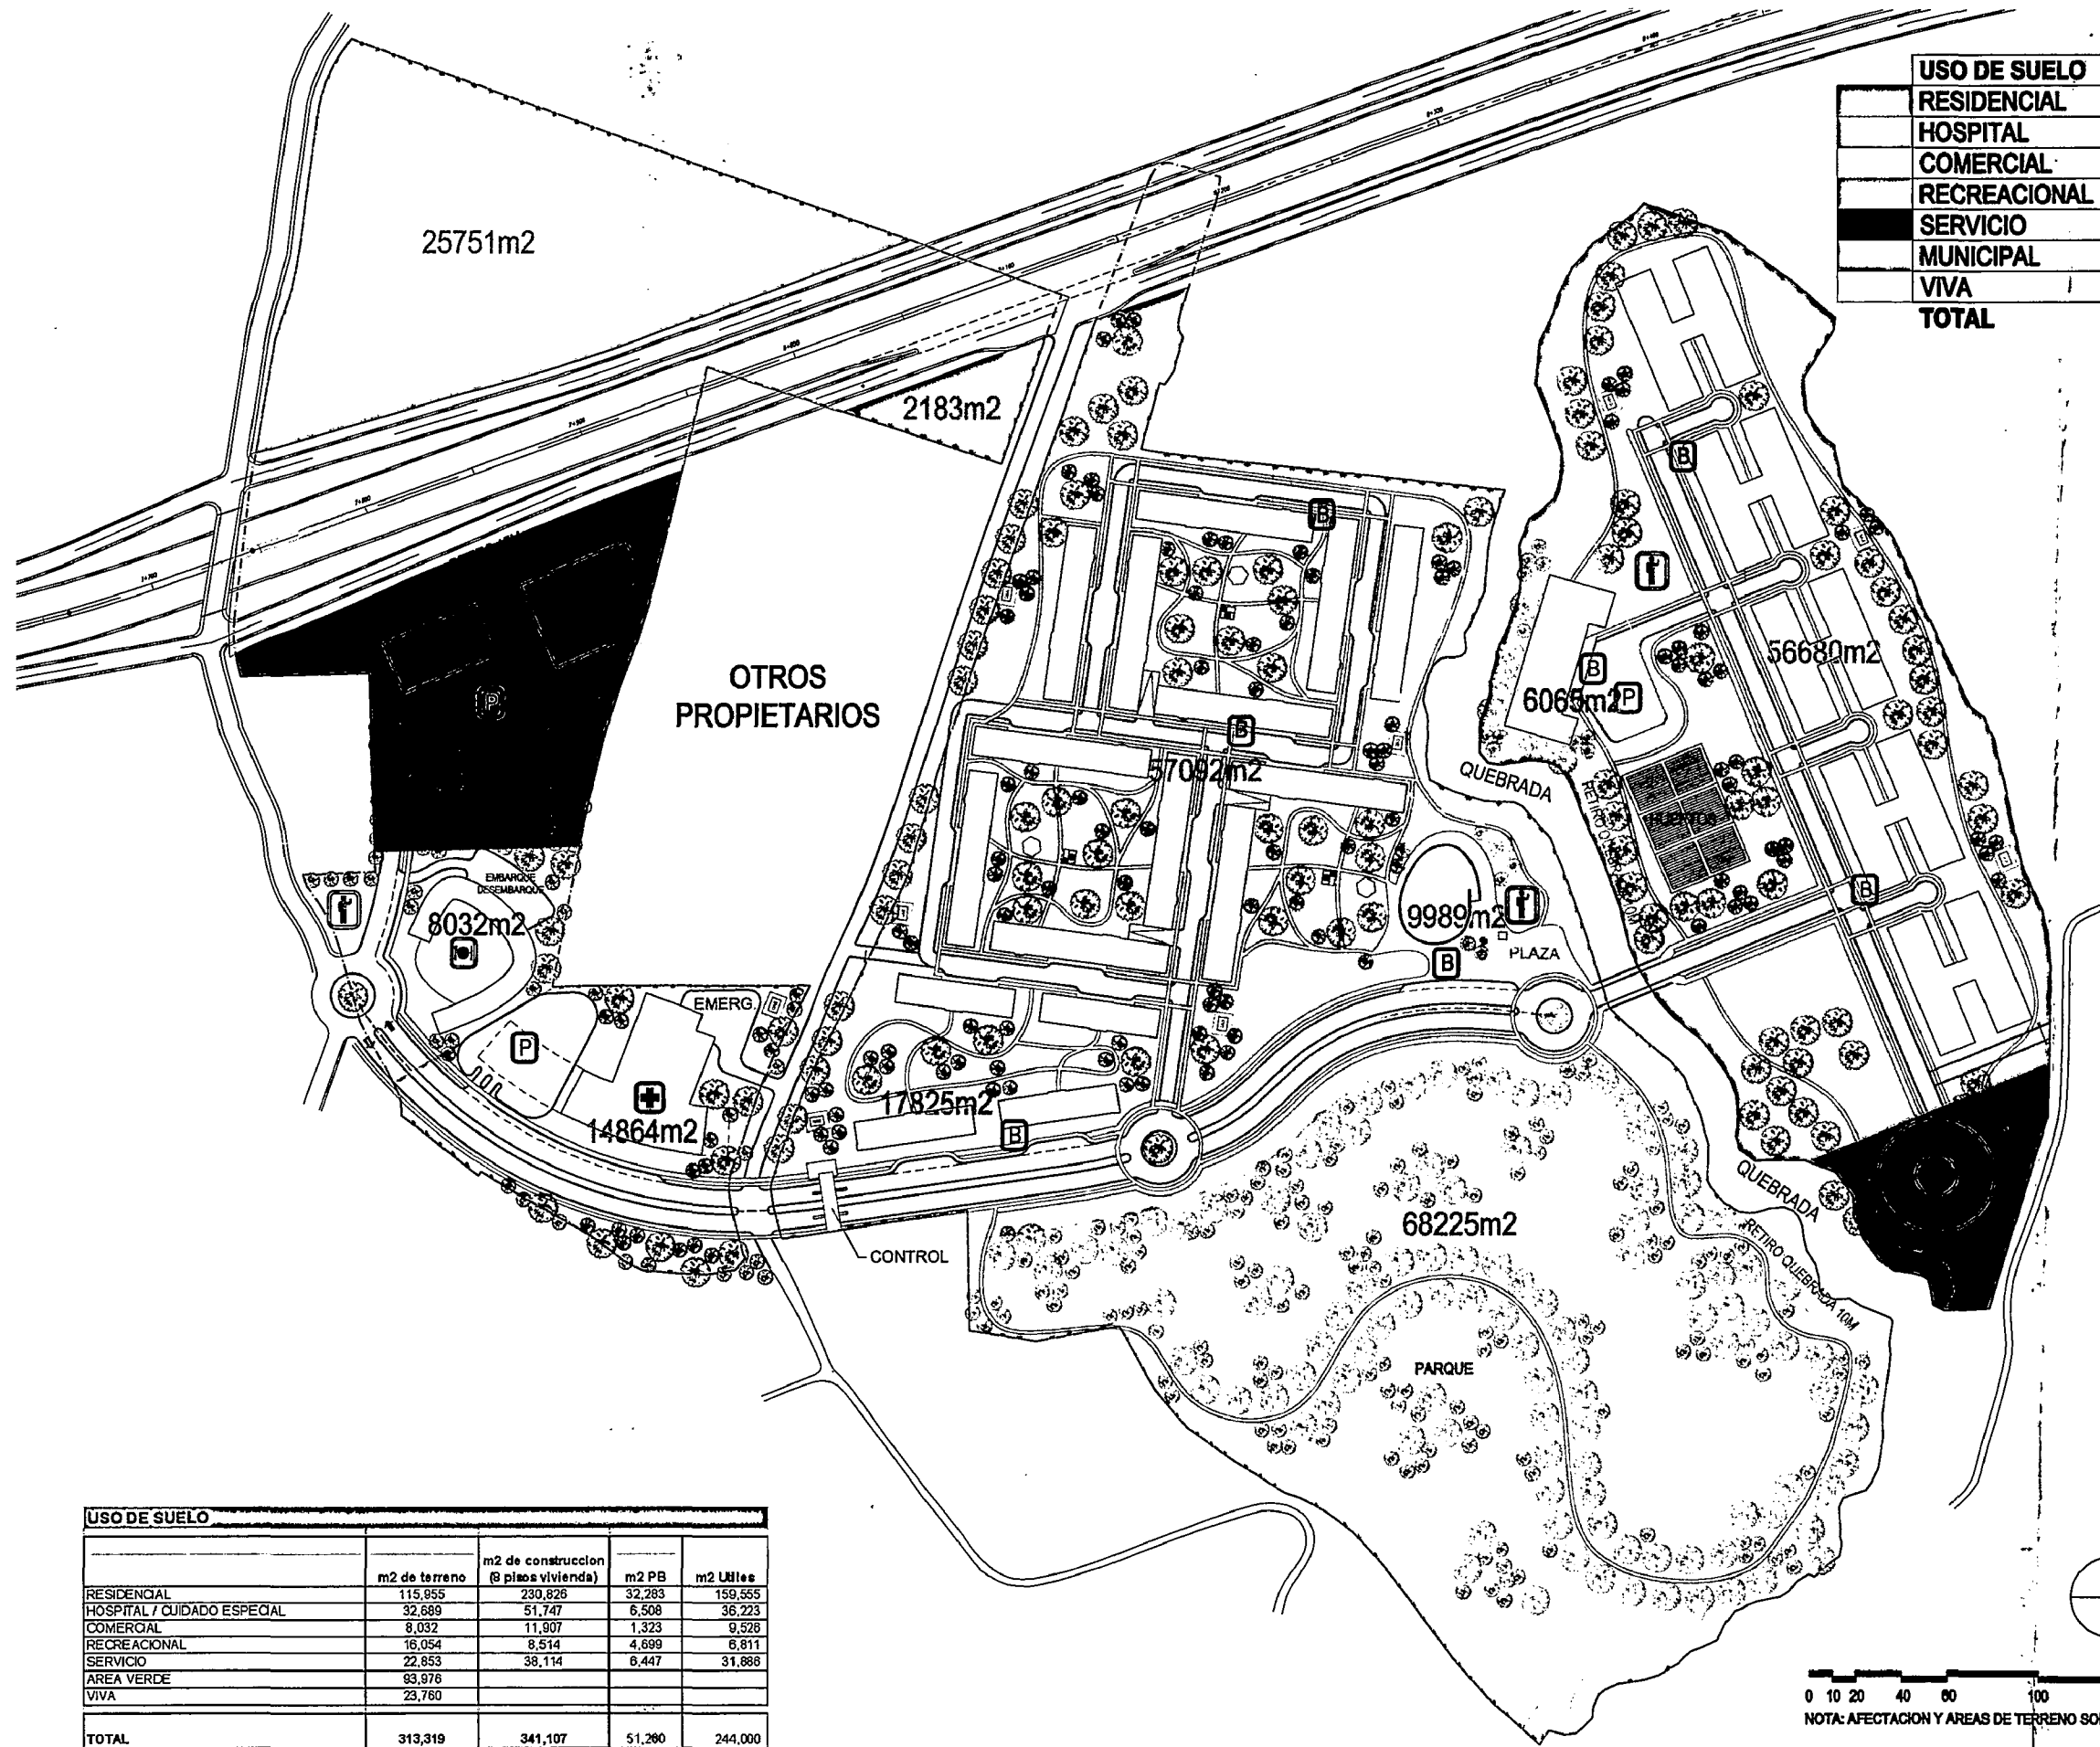 USO DE SUELO
RESIDENCIAL
HOSPITAL
COMERCIAL
RECREACIONAL
SERVICIO
MUNICIPAL
VIVA
TOTAL
25751m2
2183m2
OTROS
PROPIETARIOS
P
B
B
B
B
56680m2
6065m2
P
57092m2
QUEBRADA
HUERTOS
B
EMBARQUE
DESEMBARQUE
8032m2
9989m2
PLAZA
B
EMERG.
P
14864m2
17825m2
B
CONTROL
68225m2
QUEBRADA
RETIRO QUEBRADA 10M
PARQUE
USO DE SUELO
m2 de terreno m2 de construccion (8 pisos vivienda) m2 PB m2 Utiles
RESIDENCIAL 115,955 230,826 32,283 159,555
HOSPITAL / CUIDADO ESPECIAL 32,689 51,747 6,508 36,223
COMERCIAL 8,032 11,907 1,323 9,526
RECREACIONAL 16,054 8,514 4,699 6,811
SERVICIO 22,853 38,114 6,447 31,886
AREA VERDE 93,976
VIVA 23,760
TOTAL 313,319 341,107 51,260 244,000
0 10 20 40 60 100
NOTA: AFECTACION Y AREAS DE TERRENO SO